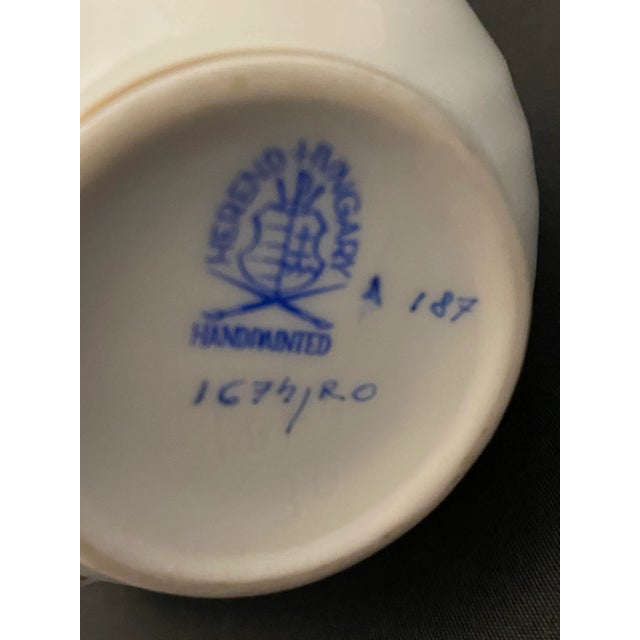 HEREND HUNGARY
HANDPAINTED
A 187
1674/RO